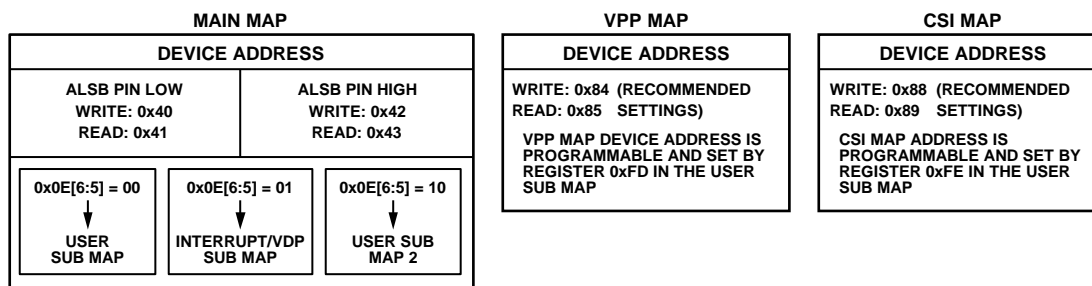 MAIN MAP
DEVICE ADDRESS
ALSB PIN LOW
WRITE: 0x40
READ: 0x41
ALSB PIN HIGH
WRITE: 0x42
READ: 0x43
0x0E[6:5] = 00
USER
SUB MAP
0x0E[6:5] = 01
INTERRUPT/VDP
SUB MAP
0x0E[6:5] = 10
USER SUB
MAP 2
VPP MAP
DEVICE ADDRESS
WRITE: 0x84 (RECOMMENDED
READ: 0x85 SETTINGS)
VPP MAP DEVICE ADDRESS IS
PROGRAMMABLE AND SET BY
REGISTER 0xFD IN THE USER
SUB MAP
CSI MAP
DEVICE ADDRESS
WRITE: 0x88 (RECOMMENDED
READ: 0x89 SETTINGS)
CSI MAP ADDRESS IS
PROGRAMMABLE AND SET BY
REGISTER 0xFE IN THE USER
SUB MAP